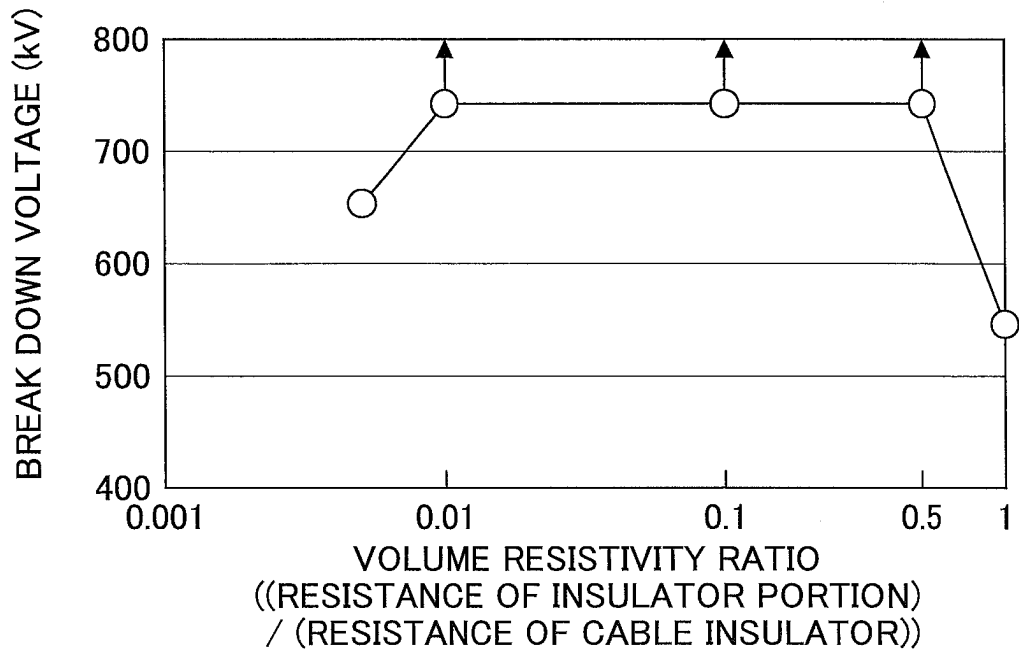 BREAK DOWN VOLTAGE (kV)
800
700
600
500
400
0.001
0.01
0.1
0.5
1
VOLUME RESISTIVITY RATIO
((RESISTANCE OF INSULATOR PORTION)
/ (RESISTANCE OF CABLE INSULATOR))